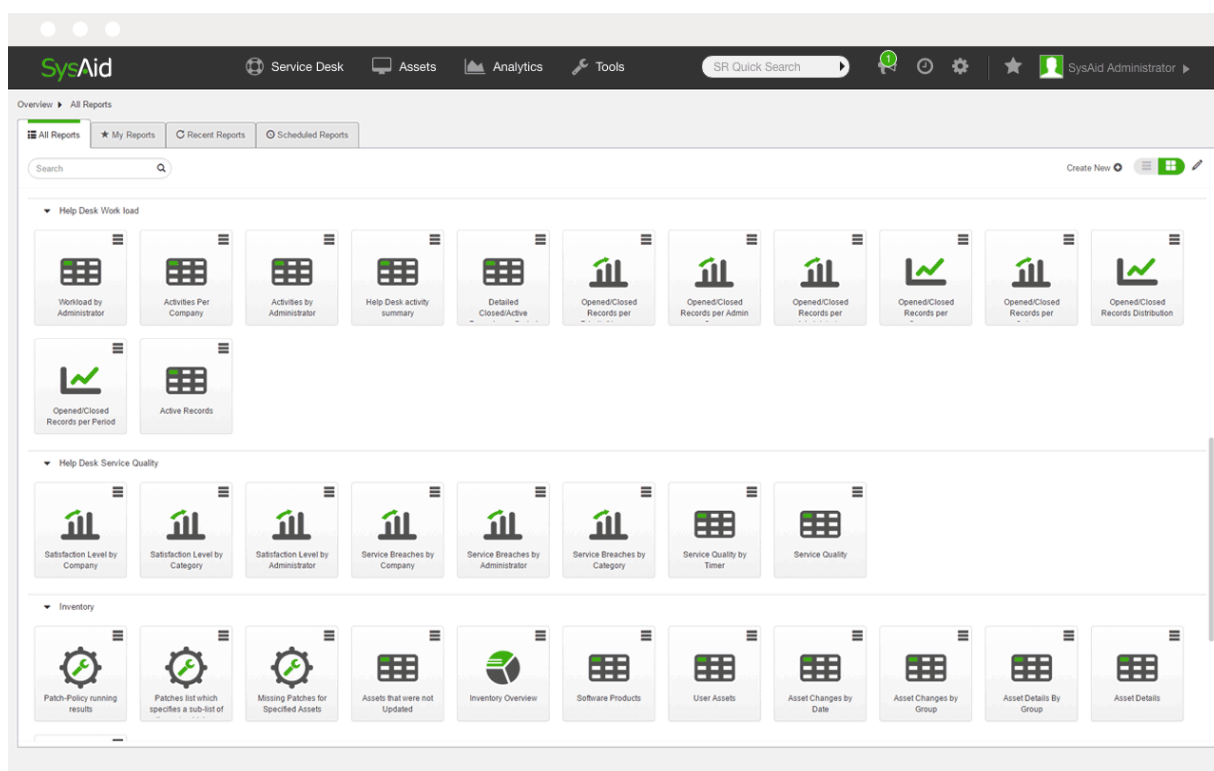 SysAid Service Desk Assets Analytics Tools SR Quick Search 1 SysAid Administrator
Overview All Reports
All Reports My Reports Recent Reports Scheduled Reports
Search Create New
Help Desk Work load
Workload by Activities Per Activities by Help Desk activity Detailed Opened/Closed Opened/Closed Opened/Closed Opened/Closed Opened/Closed Opened/Closed
Administrator Company Administrator summary Closed/Active Records per Records per Admin Records per Records per Records per Records Distribution
Opened/Closed Active Records
Records per Period
Help Desk Service Quality
Satisfaction Level by Satisfaction Level by Satisfaction Level by Service Breaches by Service Breaches by Service Breaches by Service Quality by Service Quality
Company Category Administrator Company Administrator Category Timer
Inventory
Patch-Policy running Patches list which Missing Patches for Assets that were not Inventory Overview Software Products User Assets Asset Changes by Asset Changes by Asset Details By Asset Details
results specifies a sub-list of Specified Assets Updated Date Group Group